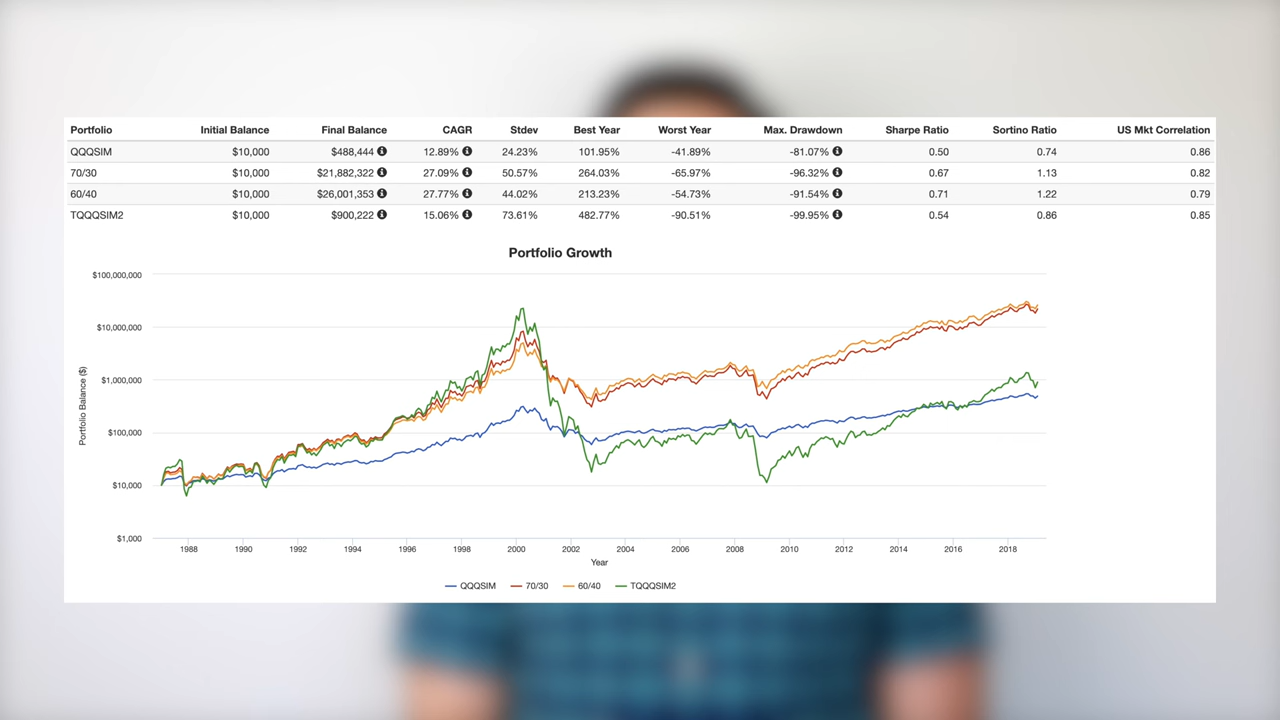 Portfolio Initial Balance Final Balance CAGR Stdev Best Year Worst Year Max. Drawdown Sharpe Ratio Sortino Ratio US Mkt Correlation
QQQSIM $10,000 $488,444 12.89% 24.23% 101.95% -41.89% -81.07% 0.50 0.74 0.86
70/30 $10,000 $21,882,322 27.09% 50.57% 264.03% -65.97% -96.32% 0.67 1.13 0.82
60/40 $10,000 $26,001,353 27.77% 44.02% 213.23% -54.73% -91.54% 0.71 1.22 0.79
TQQQSIM2 $10,000 $900,222 15.06% 73.61% 482.77% -90.51% -99.95% 0.54 0.86 0.85
Portfolio Growth
$100,000,000
$10,000,000
$1,000,000
$100,000
$10,000
$1,000
Portfolio Balance ($)
1988 1990 1992 1994 1996 1998 2000 2002 2004 2006 2008 2010 2012 2014 2016 2018
Year
QQQSIM 70/30 60/40 TQQQSIM2